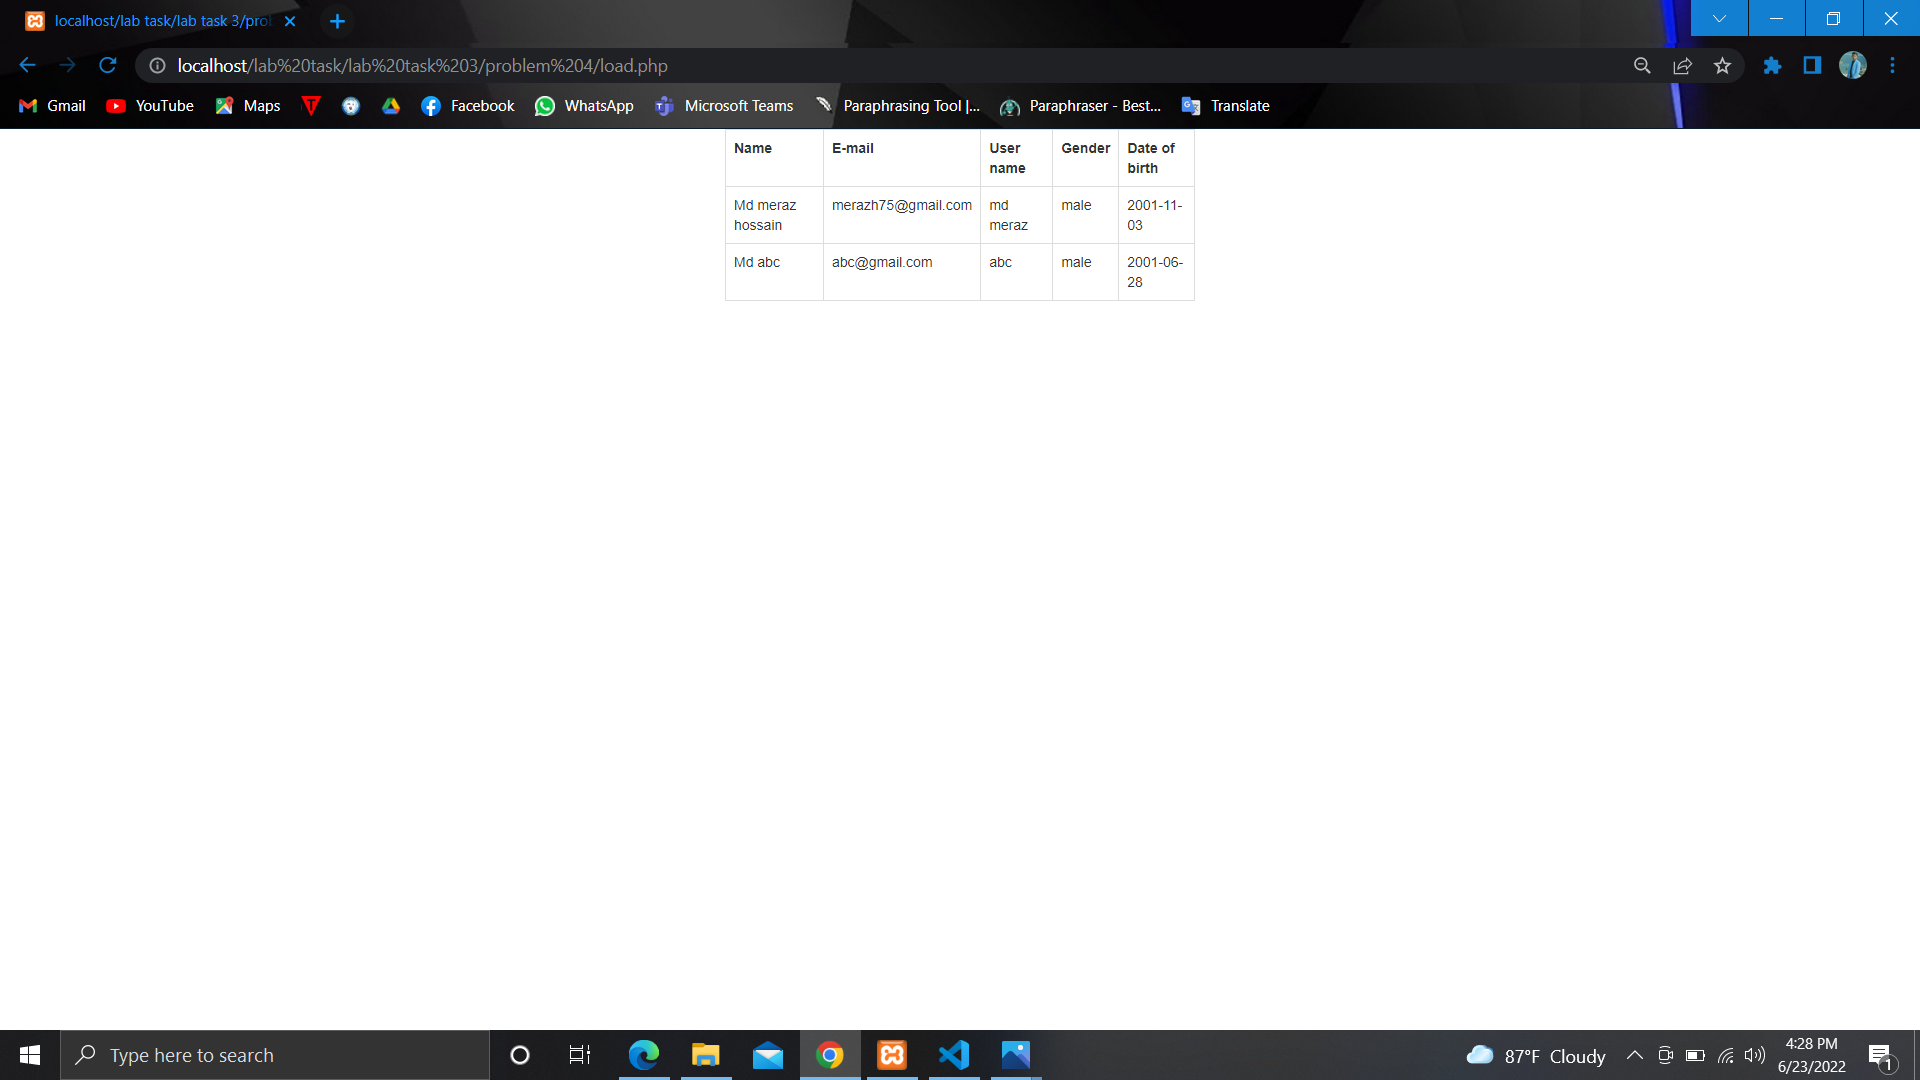 localhost/lab task/lab task 3/pro
localhost/lab%20task/lab%20task%203/problem%204/load.php
Gmail YouTube Maps Facebook WhatsApp Microsoft Teams Paraphrasing Tool |... Paraphraser - Best... Translate
Name E-mail User name Gender Date of birth
Md meraz hossain merazh75@gmail.com md meraz male 2001-11-03
Md abc abc@gmail.com abc male 2001-06-28
Type here to search
87°F Cloudy
4:28 PM
6/23/2022
1